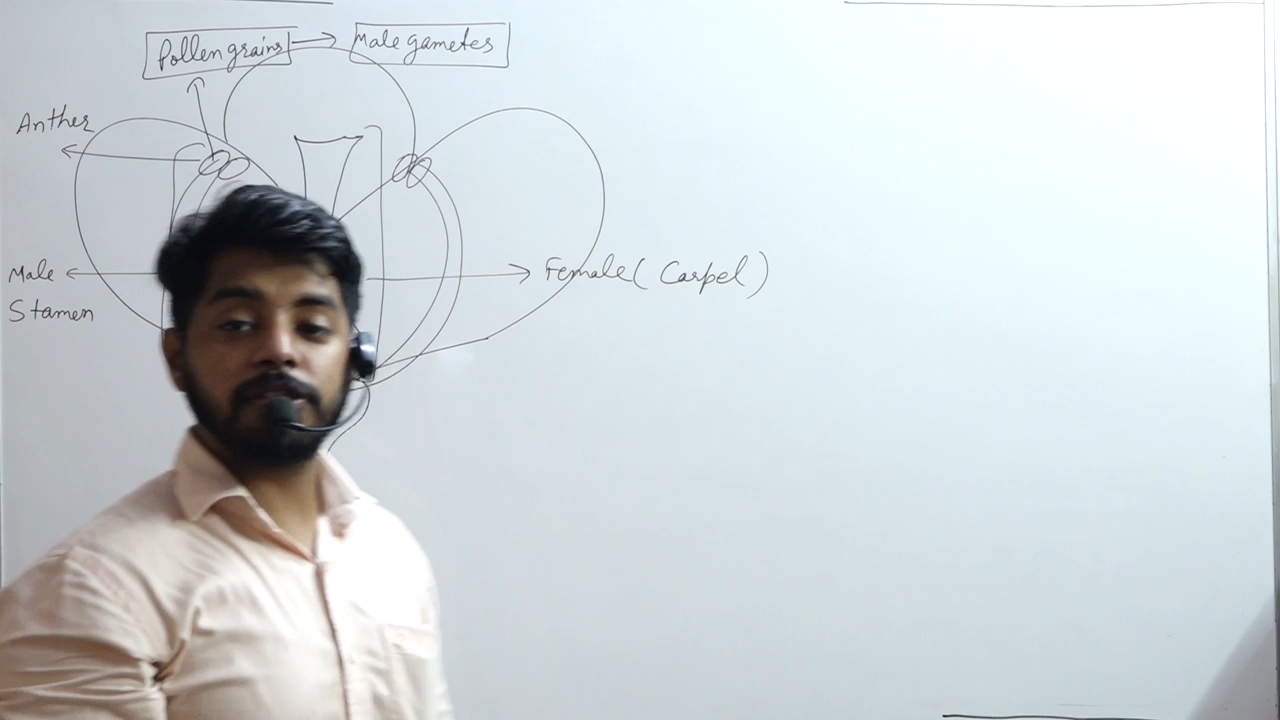 Pollen grains → Male gametes
Anther
Male
Stamen
Female (Carpel)